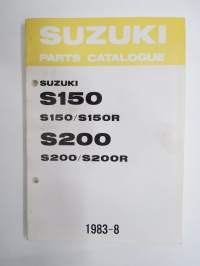 SUZUKI
PARTS CATALOGUE
SUZUKI
S150
S150/S150R
S200
S200/S200R
1983-8